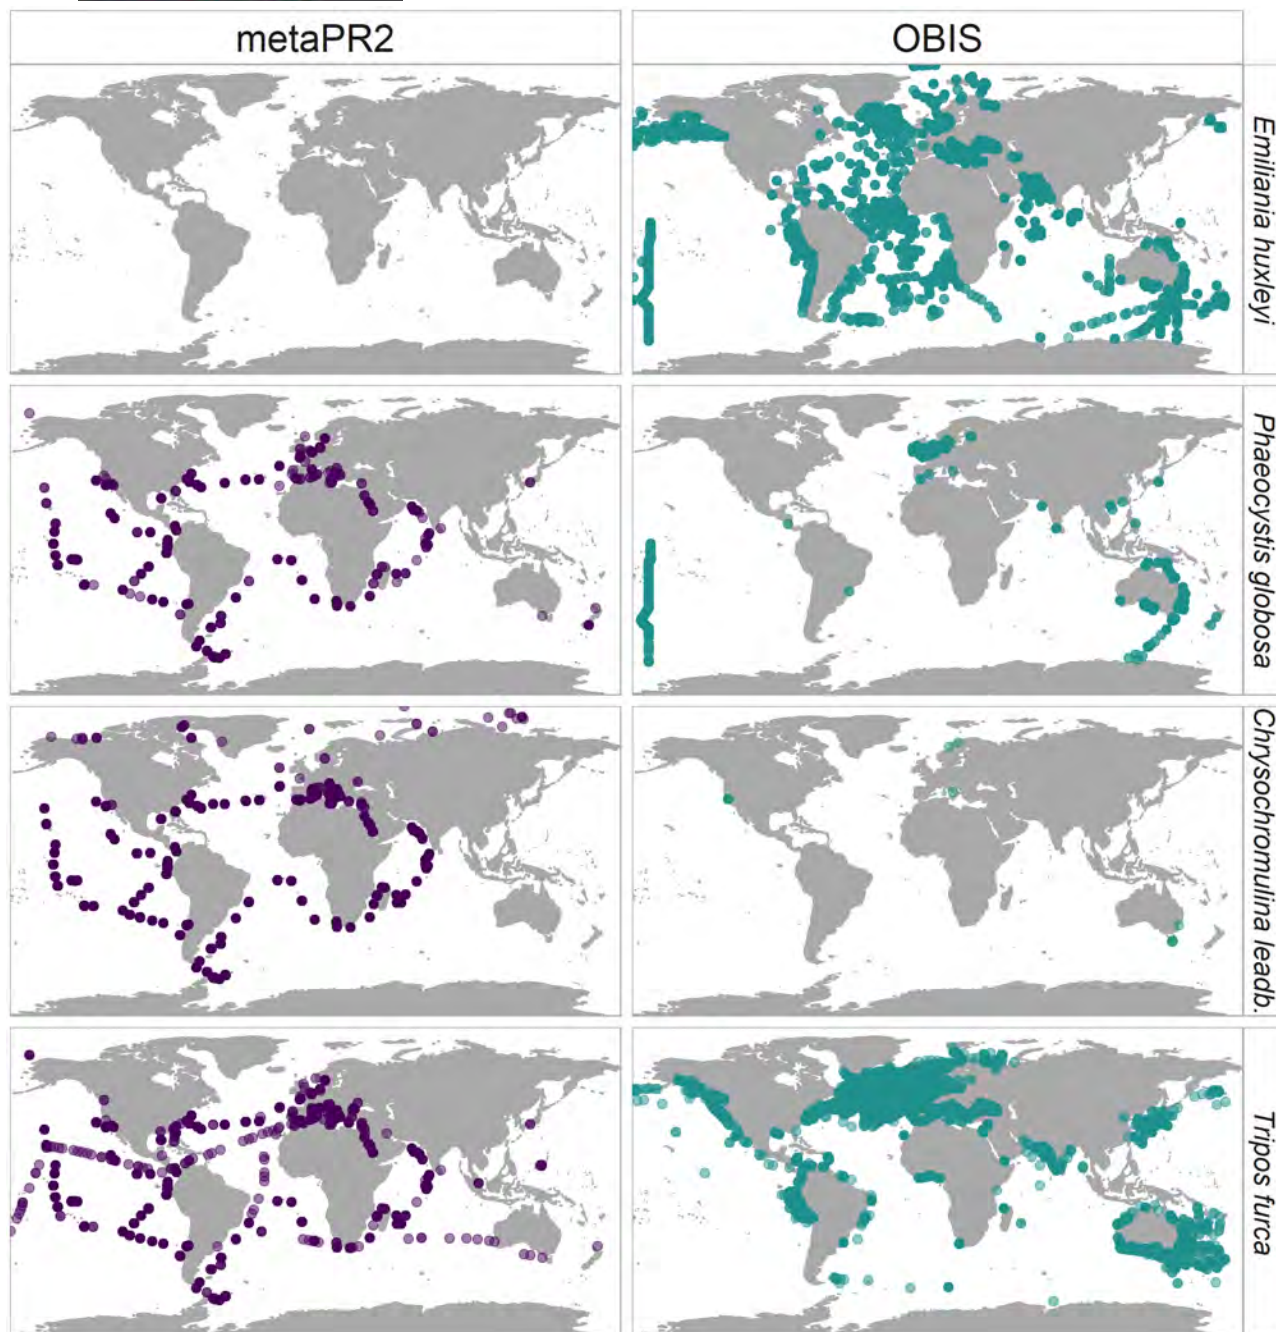 metaPR2
OBIS
Emiliania huxleyi
Phaeocystis globosa
Chrysochromulina leadb.
Tripos furca